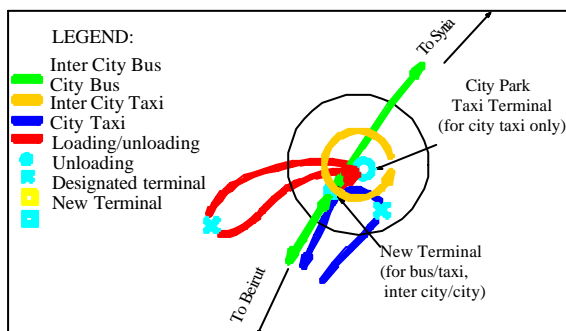 LEGEND:
Inter City Bus
City Bus
Inter City Taxi
City Taxi
Loading/unloading
Unloading
Designated terminal
New Terminal
To Syria
City Park
Taxi Terminal
(for city taxi only)
New Terminal
(for bus/taxi,
inter city/city)
To Beirut